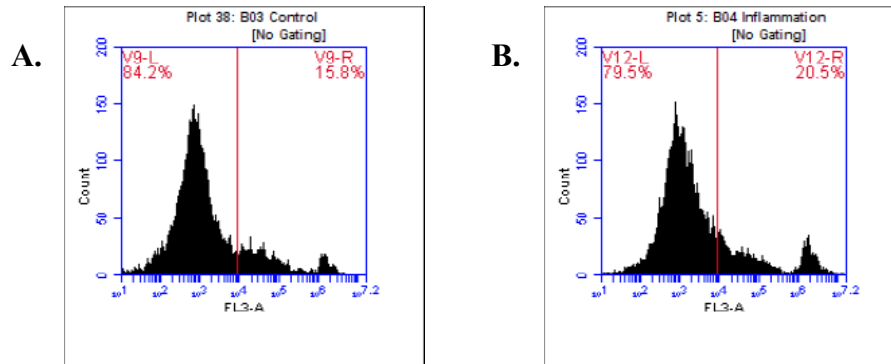 A.
Plot 38: B03 Control
[No Gating]
V9-L 84.2%
V9-R 15.8%
200
150
100
50
0
Count
10^1 10^2 10^3 10^4 10^5 10^6 10^7.2
FL3-A
B.
Plot 5: B04 Inflammation
[No Gating]
V12-L 79.5%
V12-R 20.5%
200
150
100
50
0
Count
10^1 10^2 10^3 10^4 10^5 10^6 10^7.2
FL3-A